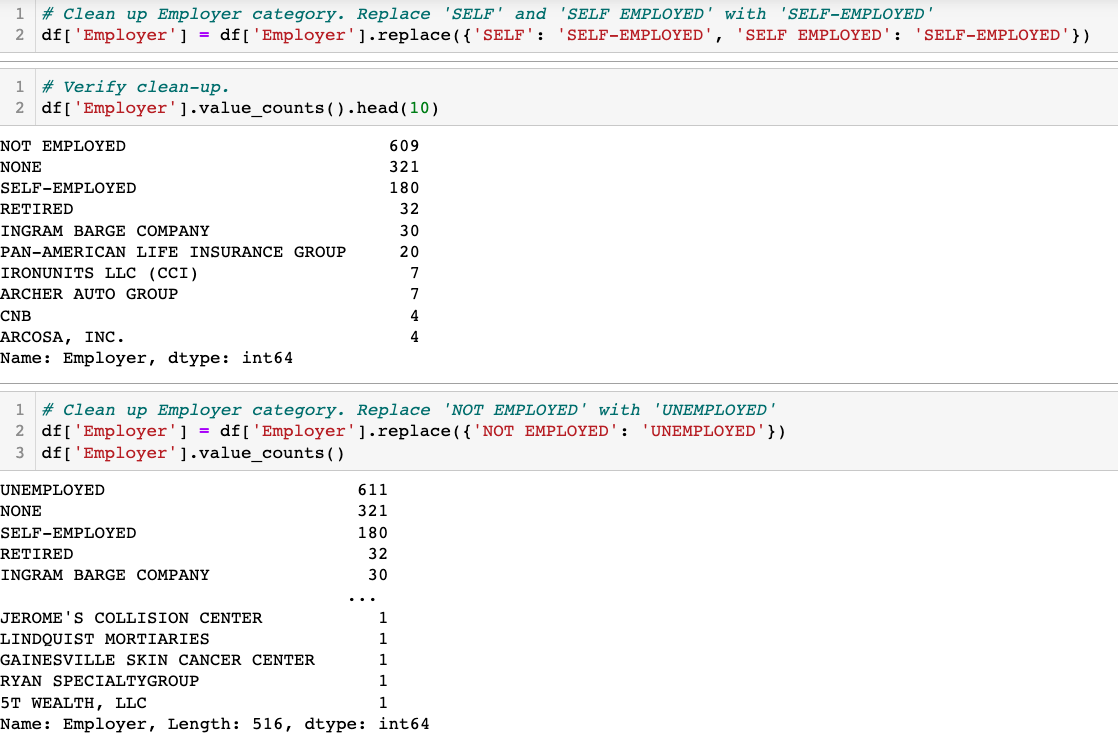 1 # Clean up Employer category. Replace 'SELF' and 'SELF EMPLOYED' with 'SELF-EMPLOYED'
2 df['Employer'] = df['Employer'].replace({'SELF': 'SELF-EMPLOYED', 'SELF EMPLOYED': 'SELF-EMPLOYED'})
1 # Verify clean-up.
2 df['Employer'].value_counts().head(10)
NOT EMPLOYED 609
NONE 321
SELF-EMPLOYED 180
RETIRED 32
INGRAM BARGE COMPANY 30
PAN-AMERICAN LIFE INSURANCE GROUP 20
IRONUNITS LLC (CCI) 7
ARCHER AUTO GROUP 7
CNB 4
ARCOSA, INC. 4
Name: Employer, dtype: int64
1 # Clean up Employer category. Replace 'NOT EMPLOYED' with 'UNEMPLOYED'
2 df['Employer'] = df['Employer'].replace({'NOT EMPLOYED': 'UNEMPLOYED'})
3 df['Employer'].value_counts()
UNEMPLOYED 611
NONE 321
SELF-EMPLOYED 180
RETIRED 32
INGRAM BARGE COMPANY 30
...
JEROME'S COLLISION CENTER 1
LINDQUIST MORTIARIES 1
GAINESVILLE SKIN CANCER CENTER 1
RYAN SPECIALTYGROUP 1
5T WEALTH, LLC 1
Name: Employer, Length: 516, dtype: int64